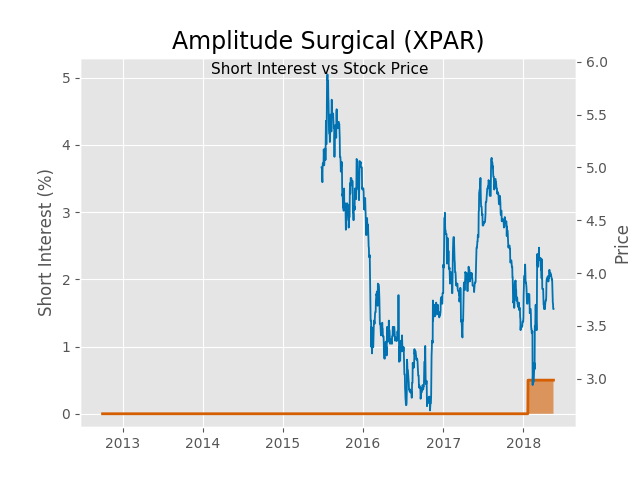 Amplitude Surgical (XPAR)
Short Interest vs Stock Price
Short Interest (%)
5
4
3
2
1
0
6.0
5.5
5.0
4.5
4.0
3.5
3.0
Price
2013 2014 2015 2016 2017 2018